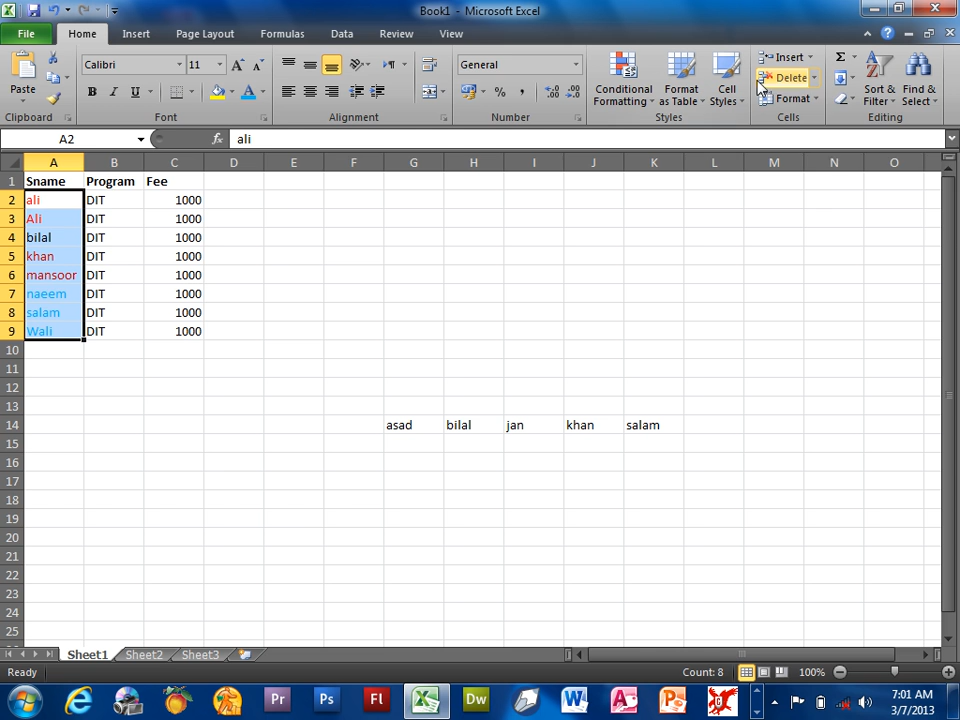 Book1 - Microsoft Excel
File Home Insert Page Layout Formulas Data Review View
Calibri 11 General Insert
Paste Conditional Format Cell Delete Sort & Find &
B I U % , Formatting as Table Styles Format Filter Select
Clipboard Font Alignment Number Styles Cells Editing
A2 fx ali
A B C D E F G H I J K L M N O
1 Sname Program Fee
2 ali DIT 1000
3 Ali DIT 1000
4 bilal DIT 1000
5 khan DIT 1000
6 mansoor DIT 1000
7 naeem DIT 1000
8 salam DIT 1000
9 Wali DIT 1000
10
11
12
13
14 asad bilal jan khan salam
15
16
17
18
19
20
21
22
23
24
25
Sheet1 Sheet2 Sheet3
Ready Count: 8 100%
Pr Ps Fl Dw 7:01 AM
3/7/2013